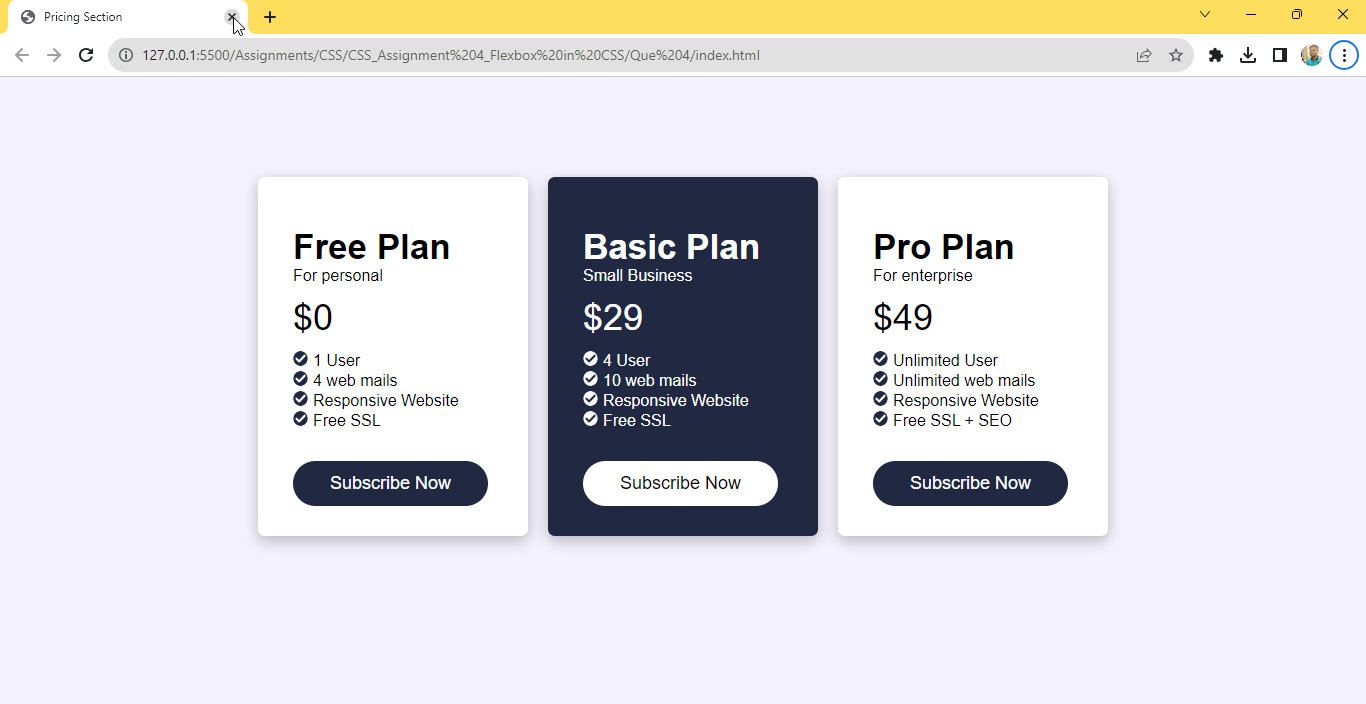 Pricing Section
127.0.0.1:5500/Assignments/CSS/CSS_Assignment%204_Flexbox%20in%20CSS/Que%204/index.html
Free Plan
For personal
$0
1 User
4 web mails
Responsive Website
Free SSL
Subscribe Now
Basic Plan
Small Business
$29
4 User
10 web mails
Responsive Website
Free SSL
Subscribe Now
Pro Plan
For enterprise
$49
Unlimited User
Unlimited web mails
Responsive Website
Free SSL + SEO
Subscribe Now